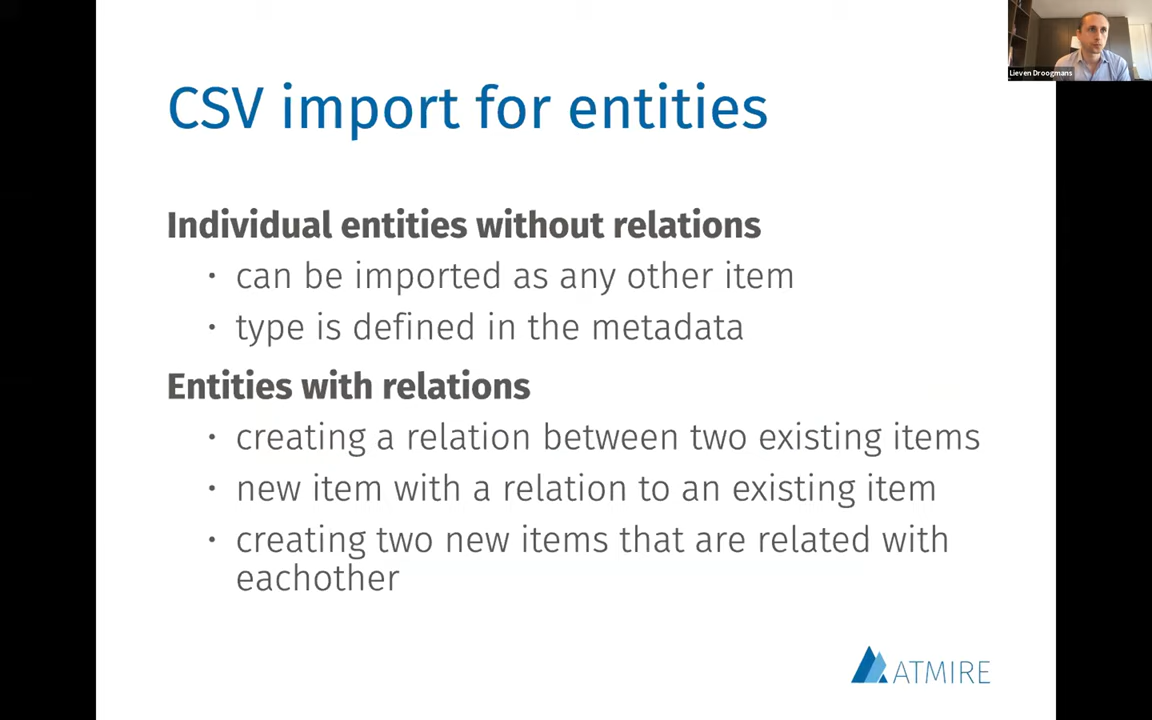 Lieven Droogmans
CSV import for entities
Individual entities without relations
• can be imported as any other item
• type is defined in the metadata
Entities with relations
• creating a relation between two existing items
• new item with a relation to an existing item
• creating two new items that are related with
eachother
ATMIRE